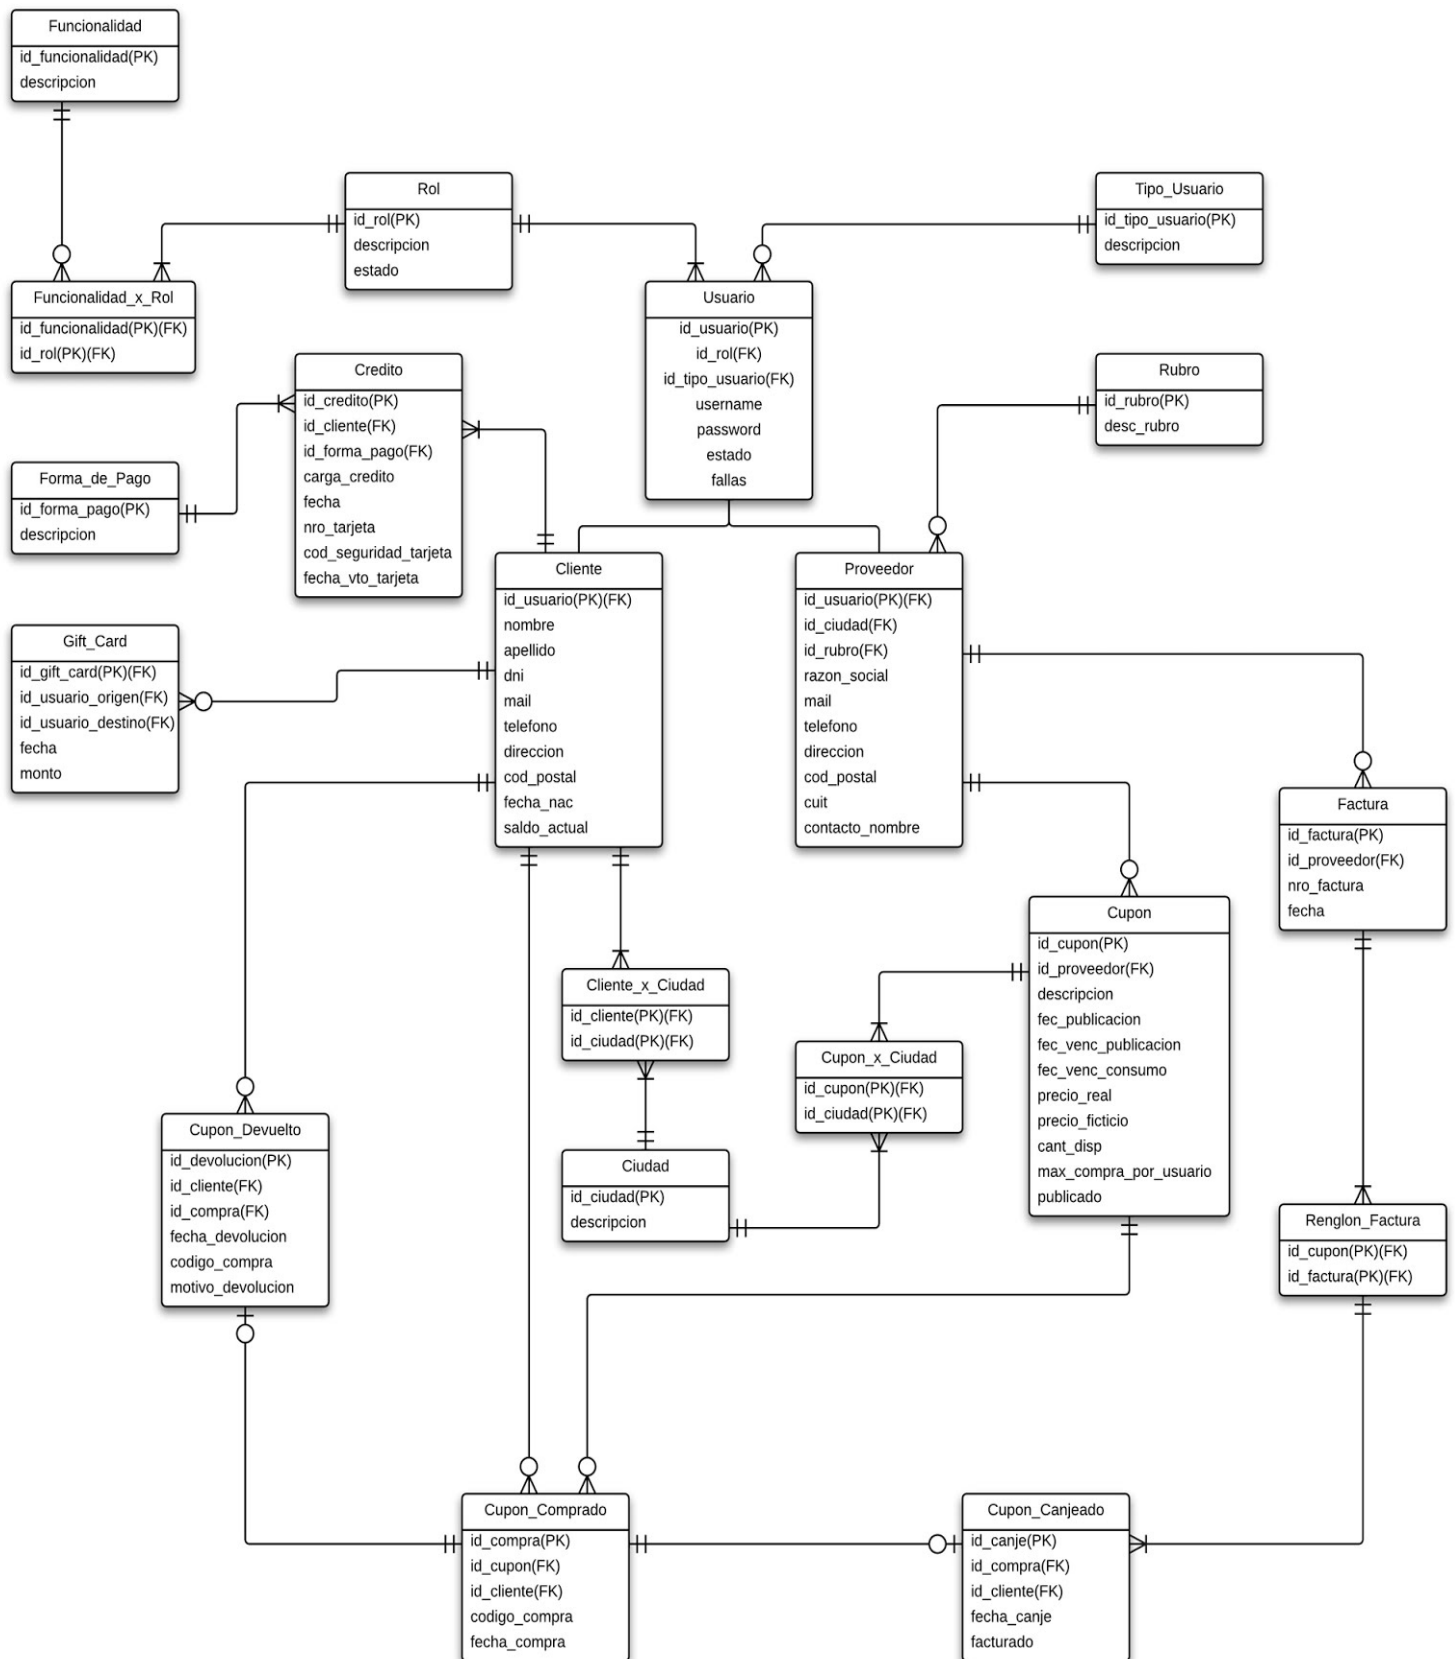 Funcionalidad
id_funcionalidad(PK)
descripcion
Rol
id_rol(PK)
descripcion
estado
Tipo_Usuario
id_tipo_usuario(PK)
descripcion
Funcionalidad_x_Rol
id_funcionalidad(PK)(FK)
id_rol(PK)(FK)
Usuario
id_usuario(PK)
id_rol(FK)
id_tipo_usuario(FK)
username
password
estado
fallas
Credito
id_credito(PK)
id_cliente(FK)
id_forma_pago(FK)
carga_credito
fecha
nro_tarjeta
cod_seguridad_tarjeta
fecha_vto_tarjeta
Rubro
id_rubro(PK)
desc_rubro
Forma_de_Pago
id_forma_pago(PK)
descripcion
Cliente
id_usuario(PK)(FK)
nombre
apellido
dni
mail
telefono
direccion
cod_postal
fecha_nac
saldo_actual
Proveedor
id_usuario(PK)(FK)
id_ciudad(FK)
id_rubro(FK)
razon_social
mail
telefono
direccion
cod_postal
cuit
contacto_nombre
Gift_Card
id_gift_card(PK)(FK)
id_usuario_origen(FK)
id_usuario_destino(FK)
fecha
monto
Factura
id_factura(PK)
id_proveedor(FK)
nro_factura
fecha
Cupon
id_cupon(PK)
id_proveedor(FK)
descripcion
fec_publicacion
fec_venc_publicacion
fec_venc_consumo
precio_real
precio_ficticio
cant_disp
max_compra_por_usuario
publicado
Cliente_x_Ciudad
id_cliente(PK)(FK)
id_ciudad(PK)(FK)
Cupon_x_Ciudad
id_cupon(PK)(FK)
id_ciudad(PK)(FK)
Cupon_Devuelto
id_devolucion(PK)
id_cliente(FK)
id_compra(FK)
fecha_devolucion
codigo_compra
motivo_devolucion
Ciudad
id_ciudad(PK)
descripcion
Renglon_Factura
id_cupon(PK)(FK)
id_factura(PK)(FK)
Cupon_Comprado
id_compra(PK)
id_cupon(FK)
id_cliente(FK)
codigo_compra
fecha_compra
Cupon_Canjeado
id_canje(PK)
id_compra(FK)
id_cliente(FK)
fecha_canje
facturado